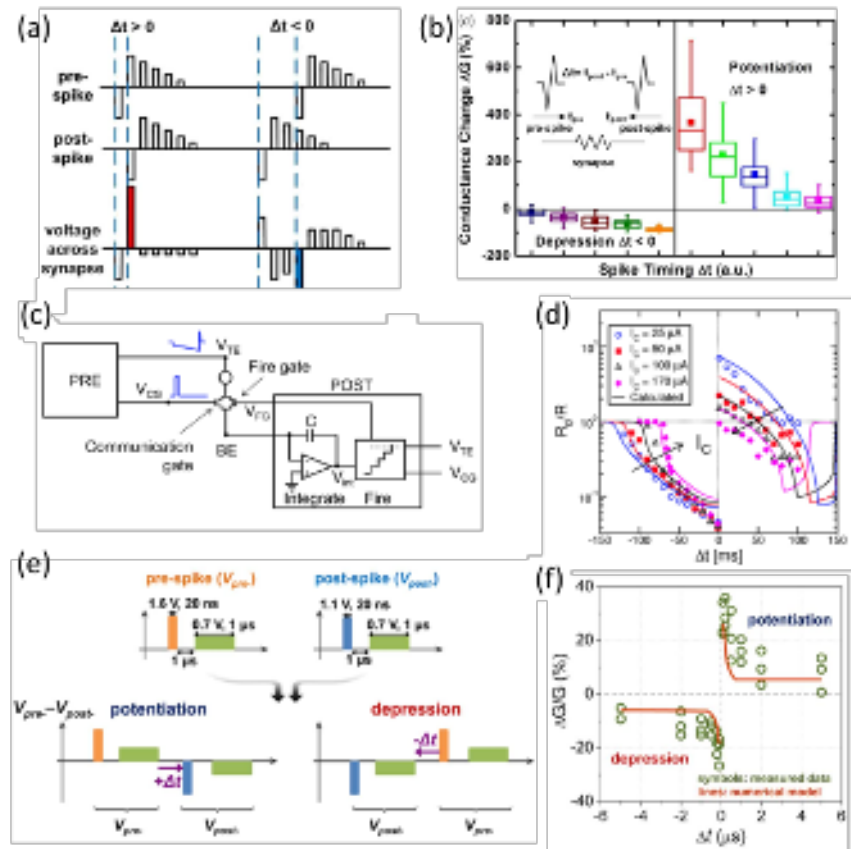 (a)
Δt > 0
Δt < 0
pre-
spike
post-
spike
voltage
across
synapse
(b)
Conductance Change ΔG (%)
800
600
400
200
0
-200
Potentiation
Δt > 0
pre-spike
post-spike
synapse
Depression Δt < 0
Spike Timing Δt (a.u.)
(c)
PRE
V_TE
V_CG
Fire gate
V_FG
Communication
gate
BE
POST
C
V_int
Integrate
Fire
V_TE
V_CG
(d)
I_C = 25 μA
I_C = 100 μA
I_C = 170 μA
Calculated
I_C
R_0/R
-150
-100
-50
0
50
100
150
Δt [ms]
(e)
pre-spike (V_pre-)
1.6 V, 20 ns
0.7 V, 1 μs
1 μs
post-spike (V_post-)
1.1 V, 20 ns
0.7 V, 1 μs
1 μs
V_pre-–V_post-
potentiation
+Δt
V_pre-
V_post-
depression
-Δt
V_post-
V_pre-
(f)
ΔG/G (%)
40
20
0
-20
-40
potentiation
depression
symbols: measured data
lines: numerical model
-6
-4
-2
0
2
4
6
Δt (μs)